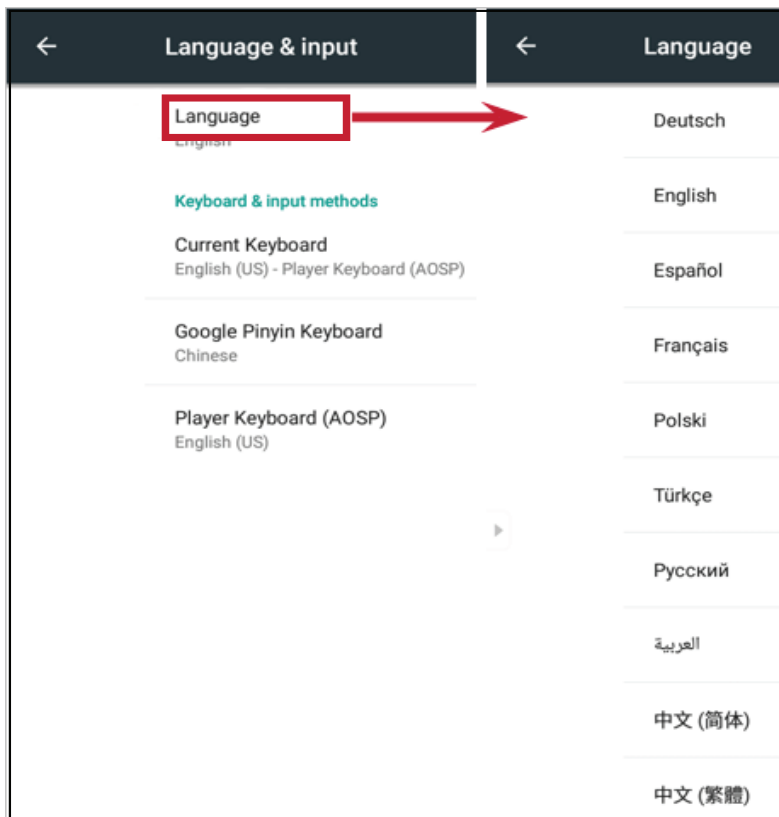 Language & input
Language
English
Keyboard & input methods
Current Keyboard
English (US) - Player Keyboard (AOSP)
Google Pinyin Keyboard
Chinese
Player Keyboard (AOSP)
English (US)
Language
Deutsch
English
Español
Français
Polski
Türkçe
Русский
العربية
中文 (简体)
中文 (繁體)